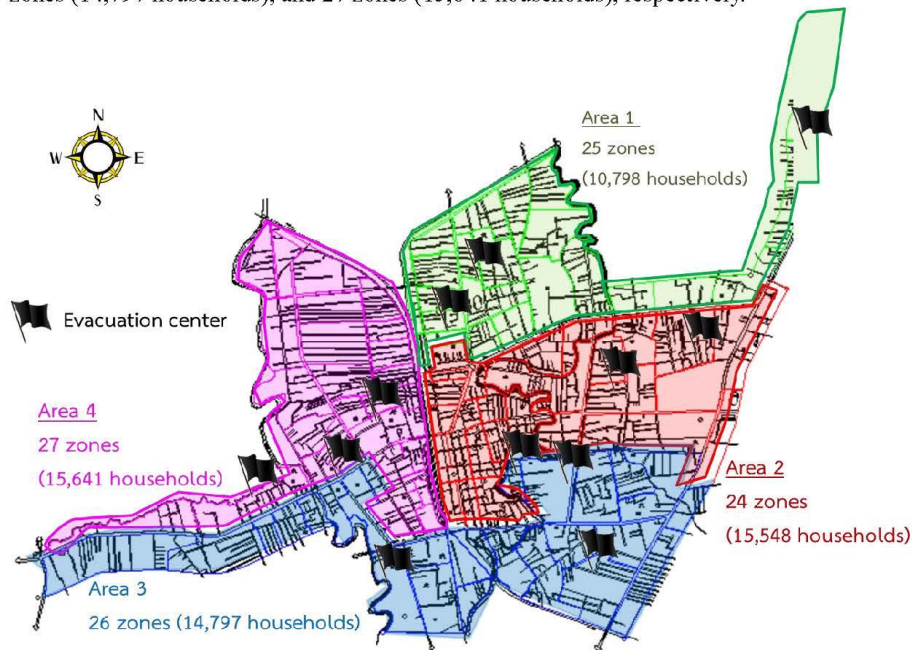 zones (14,797 households), and 27 zones (15,641 households), respectively.
N
W E
S
Area 1
25 zones
(10,798 households)
Evacuation center
Area 4
27 zones
(15,641 households)
Area 2
24 zones
(15,548 households)
Area 3
26 zones (14,797 households)